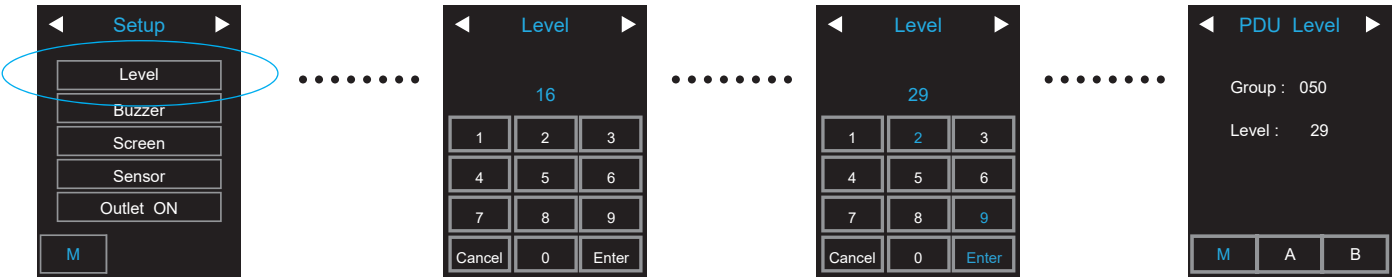 Setup
Level
Buzzer
Screen
Sensor
Outlet ON
M
Level
16
1 2 3
4 5 6
7 8 9
Cancel 0 Enter
Level
29
1 2 3
4 5 6
7 8 9
Cancel 0 Enter
PDU Level
Group : 050
Level : 29
M A B